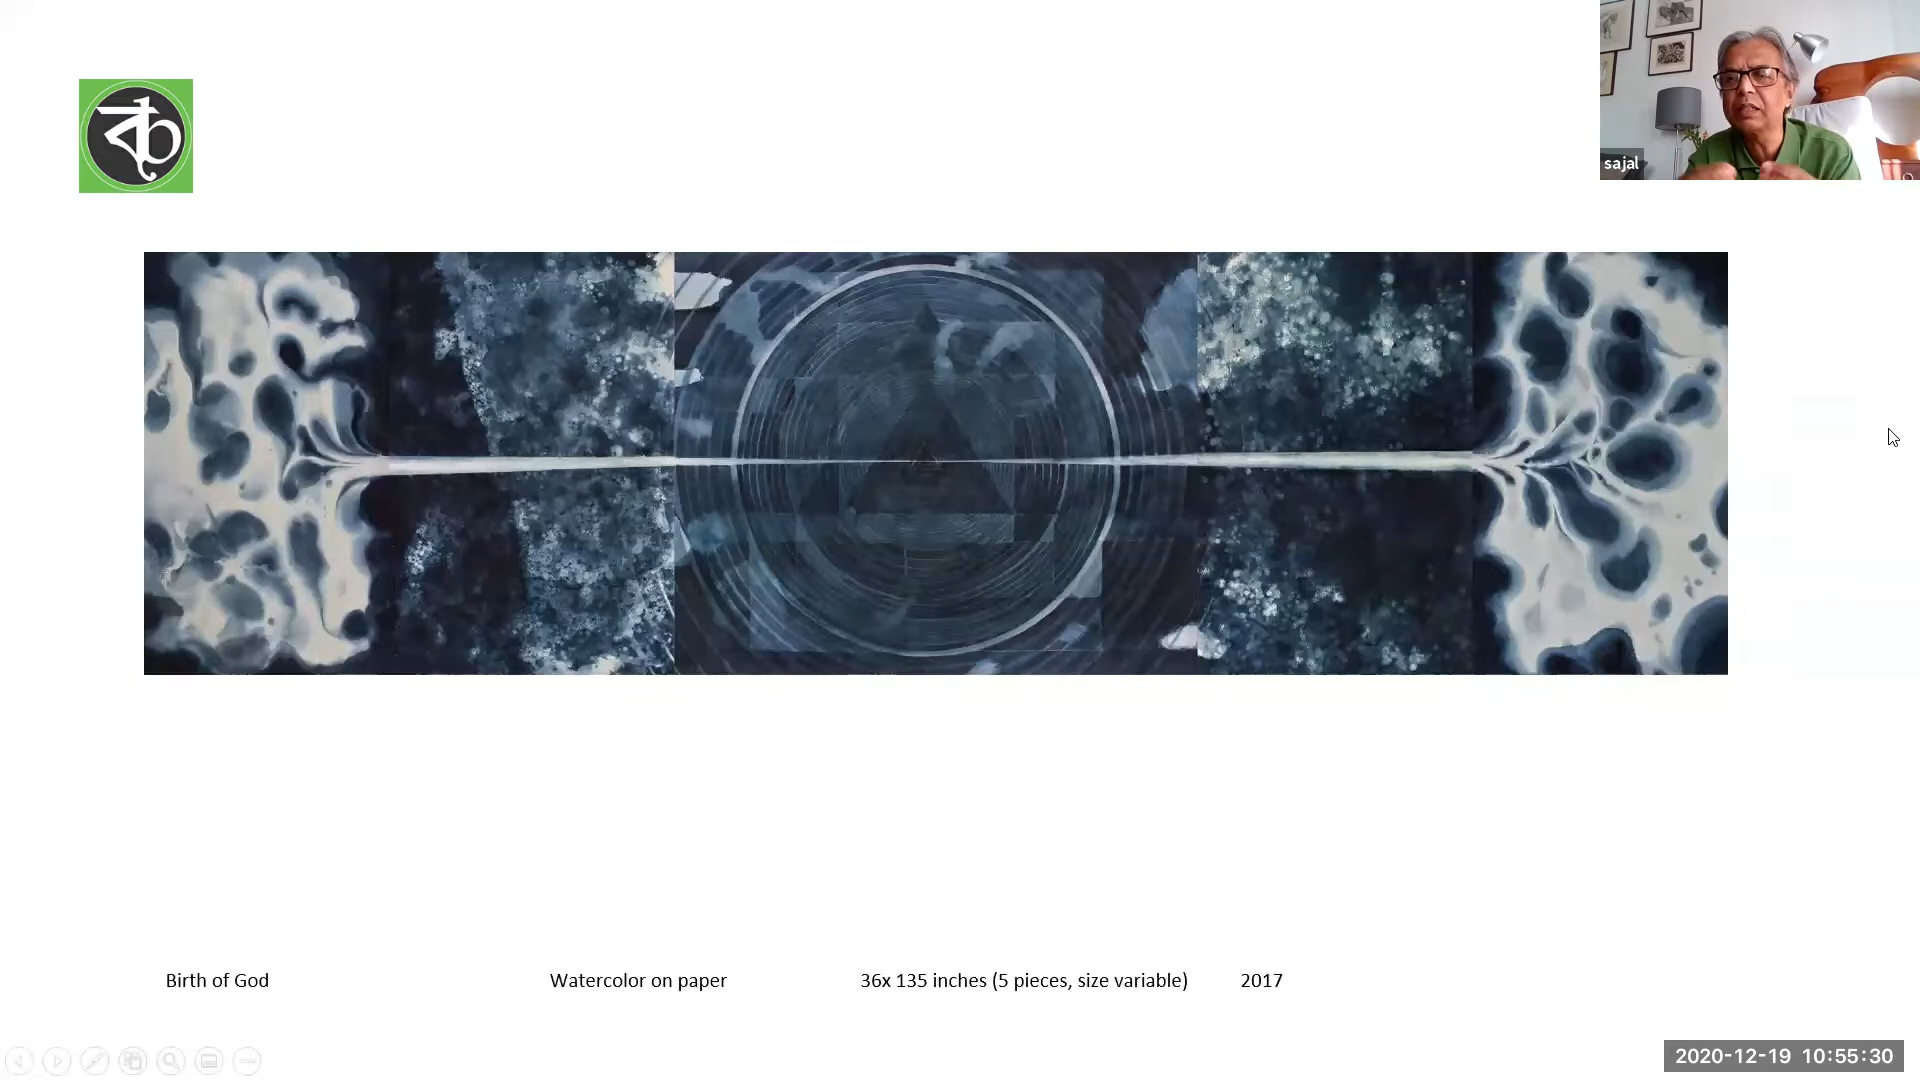 sajal
Birth of God Watercolor on paper 36x 135 inches (5 pieces, size variable) 2017
2020-12-19 10:55:30